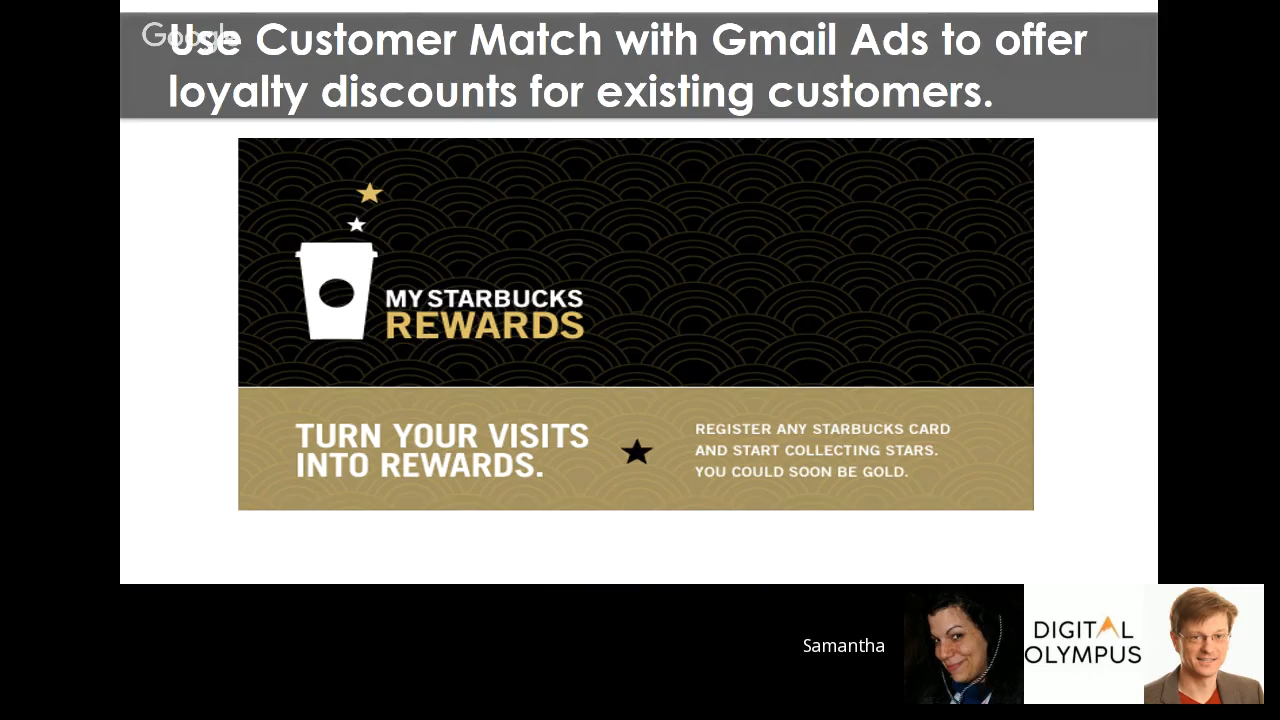 Google
Use Customer Match with Gmail Ads to offer
loyalty discounts for existing customers.
MY STARBUCKS
REWARDS
TURN YOUR VISITS
INTO REWARDS.
REGISTER ANY STARBUCKS CARD
AND START COLLECTING STARS.
YOU COULD SOON BE GOLD.
Samantha
DIGITAL
OLYMPUS